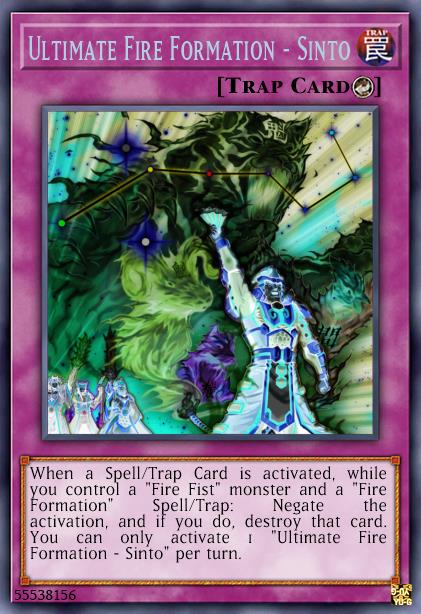 Ultimate Fire Formation - Sinto
TRAP
罠
[Trap Card]
When a Spell/Trap Card is activated, while
you control a "Fire Fist" monster and a "Fire
Formation" Spell/Trap: Negate the
activation, and if you do, destroy that card.
You can only activate 1 "Ultimate Fire
Formation - Sinto" per turn.
55538156